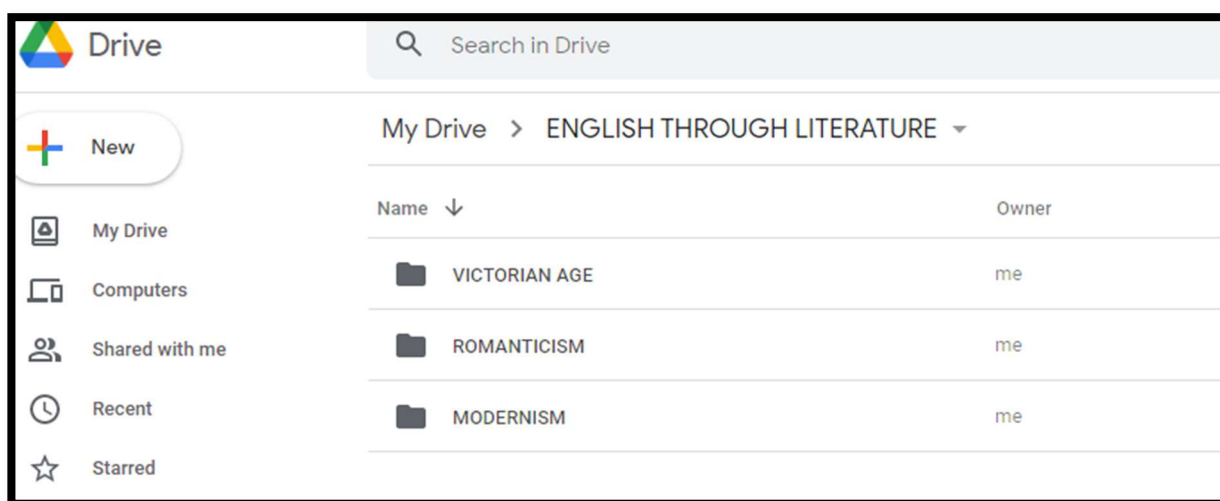 Drive
Search in Drive
New
My Drive > ENGLISH THROUGH LITERATURE
My Drive
Computers
Shared with me
Recent
Starred
Name
Owner
VICTORIAN AGE
me
ROMANTICISM
me
MODERNISM
me